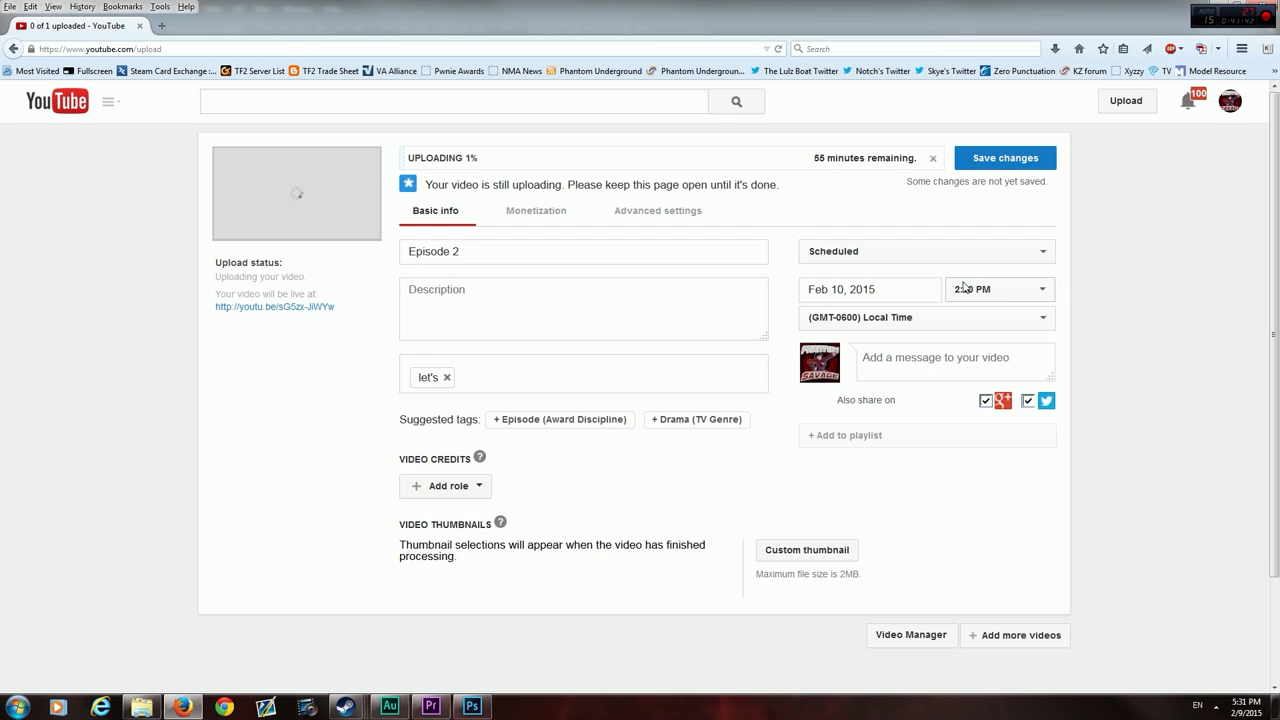 File Edit View History Bookmarks Tools Help
0 of 1 uploaded - YouTube
https://www.youtube.com/upload
Search
Most Visited Fullscreen Steam Card Exchange :... TF2 Server List TF2 Trade Sheet VA Alliance Pwnie Awards NMA News Phantom Underground Phantom Undergroun... The Lulz Boat Twitter Notch's Twitter Skye's Twitter Zero Punctuation KZ forum Xyzzy TV Model Resource
YouTube
Upload
100
UPLOADING 1%
55 minutes remaining.
Save changes
Your video is still uploading. Please keep this page open until it's done.
Some changes are not yet saved.
Basic info Monetization Advanced settings
Upload status:
Uploading your video.
Your video will be live at:
http://youtu.be/sG5zx-JiWYw
Episode 2
Description
let's
Suggested tags: + Episode (Award Discipline) + Drama (TV Genre)
VIDEO CREDITS ?
+ Add role
VIDEO THUMBNAILS ?
Thumbnail selections will appear when the video has finished
processing.
Custom thumbnail
Maximum file size is 2MB.
Scheduled
Feb 10, 2015
PM
(GMT-0600) Local Time
SAVAGE
Add a message to your video
Also share on
+ Add to playlist
Video Manager
+ Add more videos
Au Pr Ps
EN
5:31 PM
2/9/2015